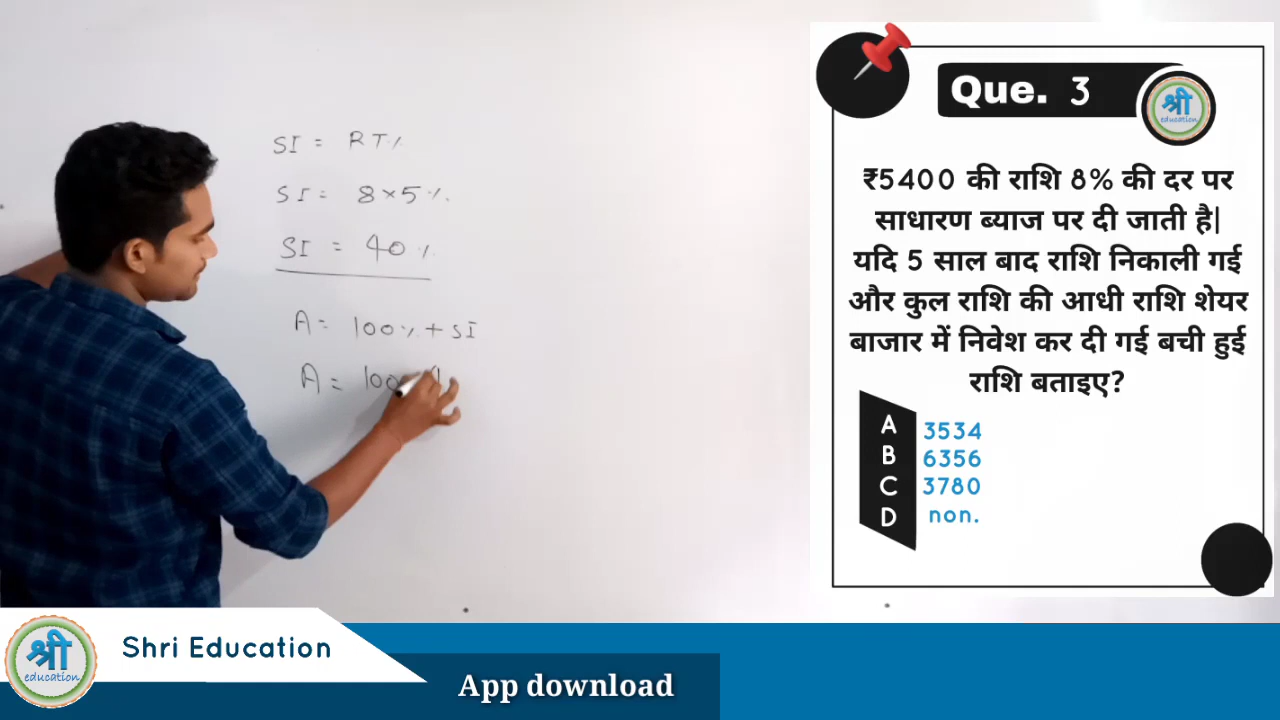 SI = RT%
SI = 8×5%
SI = 40%
A = 100% + SI
A = 100
Que. 3
श्री
education
₹5400 की राशि 8% की दर पर
साधारण ब्याज पर दी जाती है|
यदि 5 साल बाद राशि निकाली गई
और कुल राशि की आधी राशि शेयर
बाजार में निवेश कर दी गई बची हुई
राशि बताइए?
A 3534
B 6356
C 3780
D non.
श्री
education
Shri Education
App download